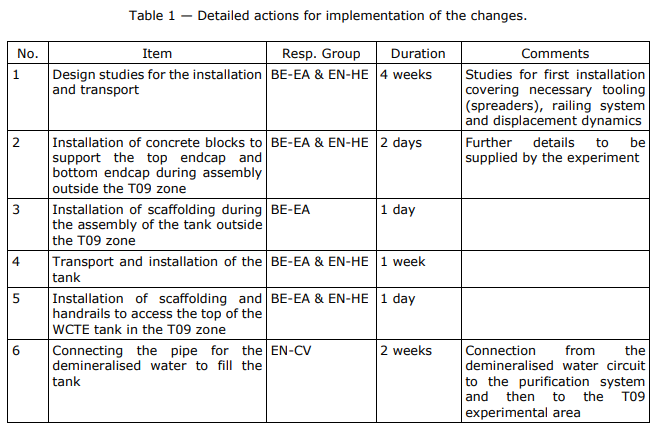 Table 1 — Detailed actions for implementation of the changes.
No. Item Resp. Group Duration Comments
1 Design studies for the installation BE-EA & EN-HE 4 weeks Studies for first installation
and transport covering necessary tooling
(spreaders), railing system
and displacement dynamics
2 Installation of concrete blocks to BE-EA & EN-HE 2 days Further details to be
support the top endcap and supplied by the experiment
bottom endcap during assembly
outside the T09 zone
3 Installation of scaffolding during BE-EA 1 day
the assembly of the tank outside
the T09 zone
4 Transport and installation of the BE-EA & EN-HE 1 week
tank
5 Installation of scaffolding and BE-EA & EN-HE 1 day
handrails to access the top of the
WCTE tank in the T09 zone
6 Connecting the pipe for the EN-CV 2 weeks Connection from the
demineralised water to fill the demineralised water circuit
tank to the purification system
and then to the T09
experimental area